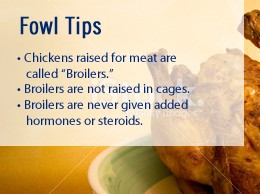 Fowl Tips
• Chickens raised for meat are
called “Broilers.”
• Broilers are not raised in cages.
• Broilers are never given added
hormones or steroids.